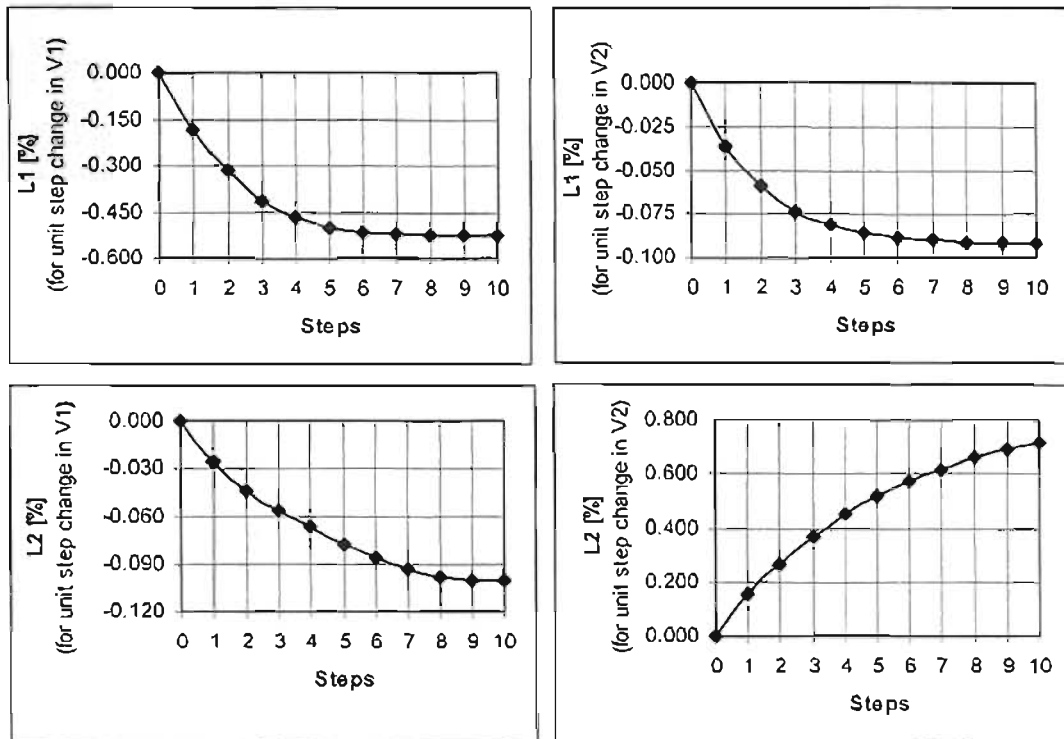 L1 [%]
(for unit step change in V1)
0.000
-0.150
-0.300
-0.450
-0.600
0 1 2 3 4 5 6 7 8 9 10
Steps
L1 [%]
(for unit step change in V2)
0.000
-0.025
-0.050
-0.075
-0.100
0 1 2 3 4 5 6 7 8 9 10
Steps
L2 [%]
(for unit step change in V1)
0.000
-0.030
-0.060
-0.090
-0.120
0 1 2 3 4 5 6 7 8 9 10
Steps
L2 [%]
(for unit step change in V2)
0.800
0.600
0.400
0.200
0.000
0 1 2 3 4 5 6 7 8 9 10
Steps